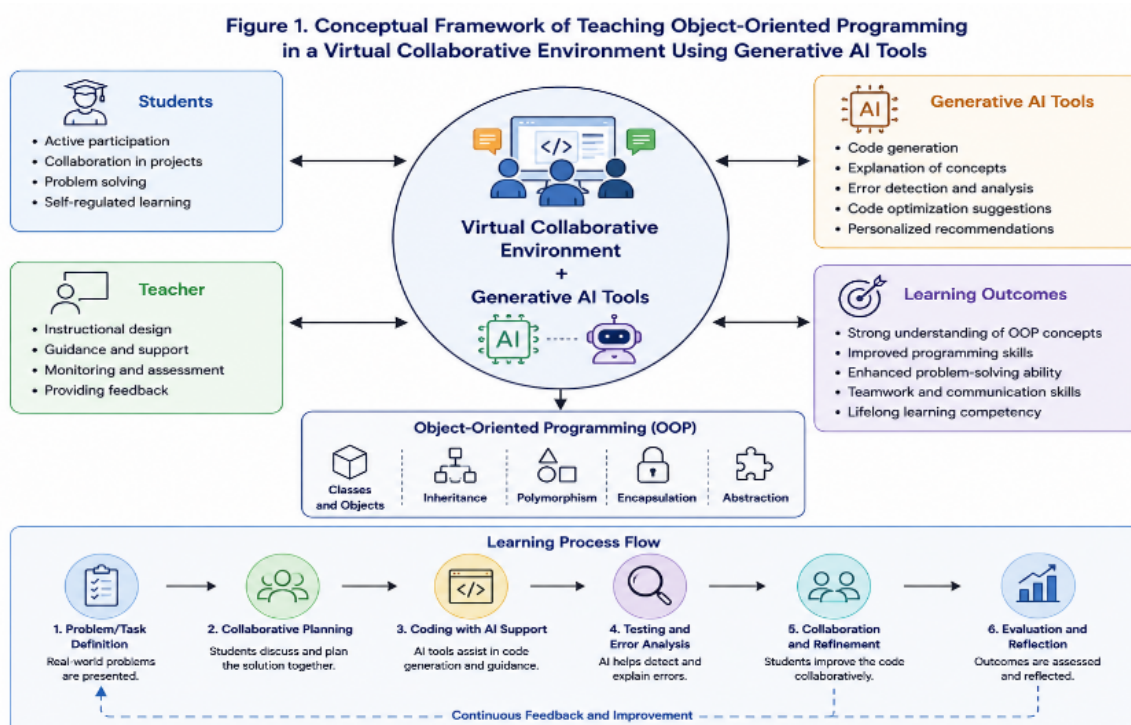 Figure 1. Conceptual Framework of Teaching Object-Oriented Programming
in a Virtual Collaborative Environment Using Generative AI Tools
Students
• Active participation
• Collaboration in projects
• Problem solving
• Self-regulated learning
Teacher
• Instructional design
• Guidance and support
• Monitoring and assessment
• Providing feedback
</>
Virtual Collaborative
Environment
+
Generative AI Tools
AI
AI
Generative AI Tools
• Code generation
• Explanation of concepts
• Error detection and analysis
• Code optimization suggestions
• Personalized recommendations
Learning Outcomes
• Strong understanding of OOP concepts
• Improved programming skills
• Enhanced problem-solving ability
• Teamwork and communication skills
• Lifelong learning competency
Object-Oriented Programming (OOP)
Classes
and Objects
Inheritance
Polymorphism
Encapsulation
Abstraction
Learning Process Flow
1. Problem/Task
Definition
Real-world problems
are presented.
2. Collaborative Planning
Students discuss and plan
the solution together.
</>
3. Coding with AI Support
AI tools assist in code
generation and guidance.
4. Testing and
Error Analysis
AI helps detect and
explain errors.
5. Collaboration
and Refinement
Students improve the code
collaboratively.
6. Evaluation and
Reflection
Outcomes are assessed
and reflected.
Continuous Feedback and Improvement